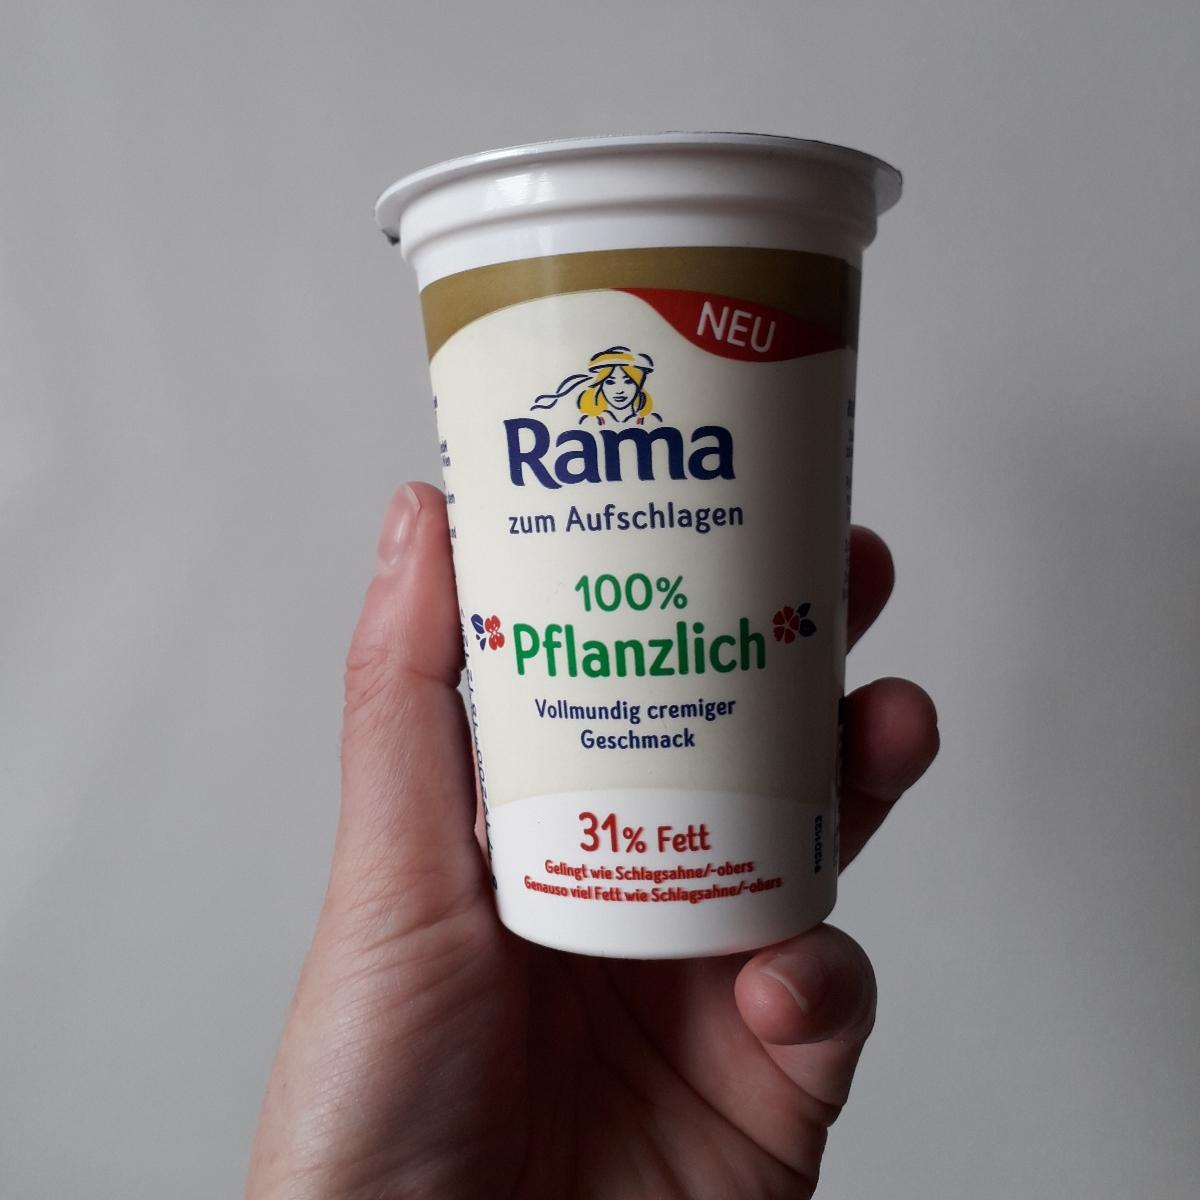 NEU
Rama
zum Aufschlagen
100%
Pflanzlich
Vollmundig cremiger
Geschmack
31% Fett
Gelingt wie Schlagsahne/-obers
Genauso viel Fett wie Schlagsahne/-obers